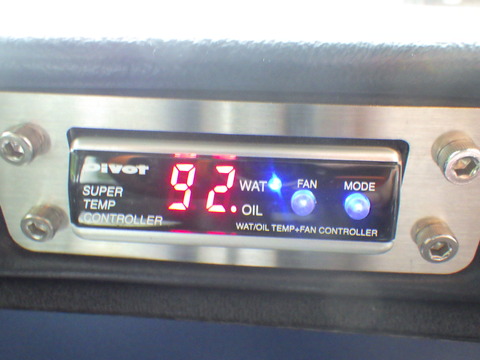 pivot
SUPER
TEMP
CONTROLLER
92.
WAT
OIL
FAN
MODE
WAT/OIL TEMP+FAN CONTROLLER